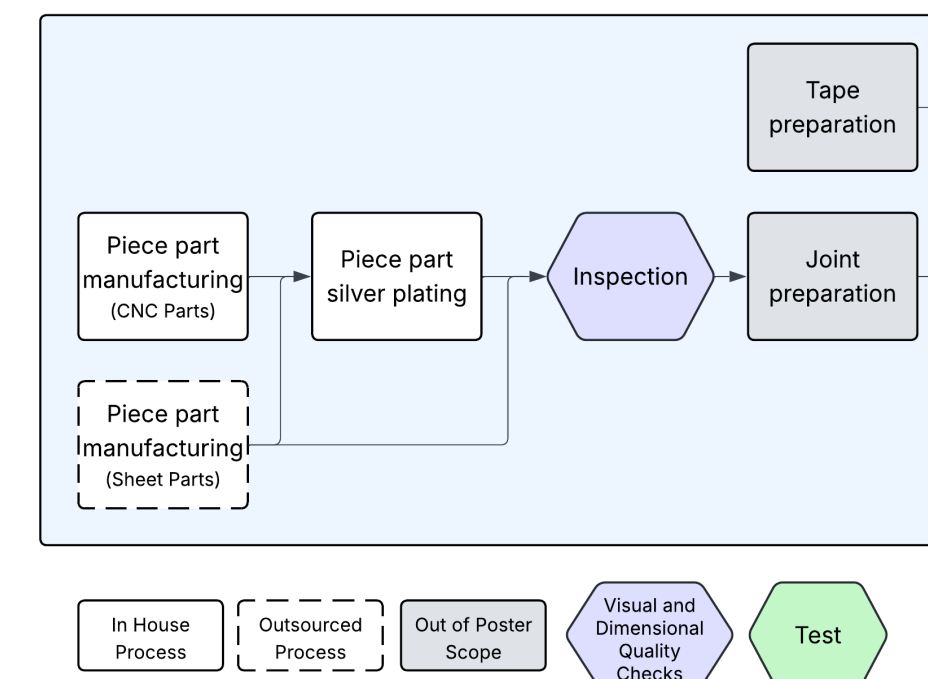 Tape
preparation
Piece part
manufacturing
(CNC Parts)
Piece part
silver plating
Inspection
Joint
preparation
Piece part
manufacturing
(Sheet Parts)
In House
Process
Outsourced
Process
Out of Poster
Scope
Visual and
Dimensional
Quality
Checks
Test